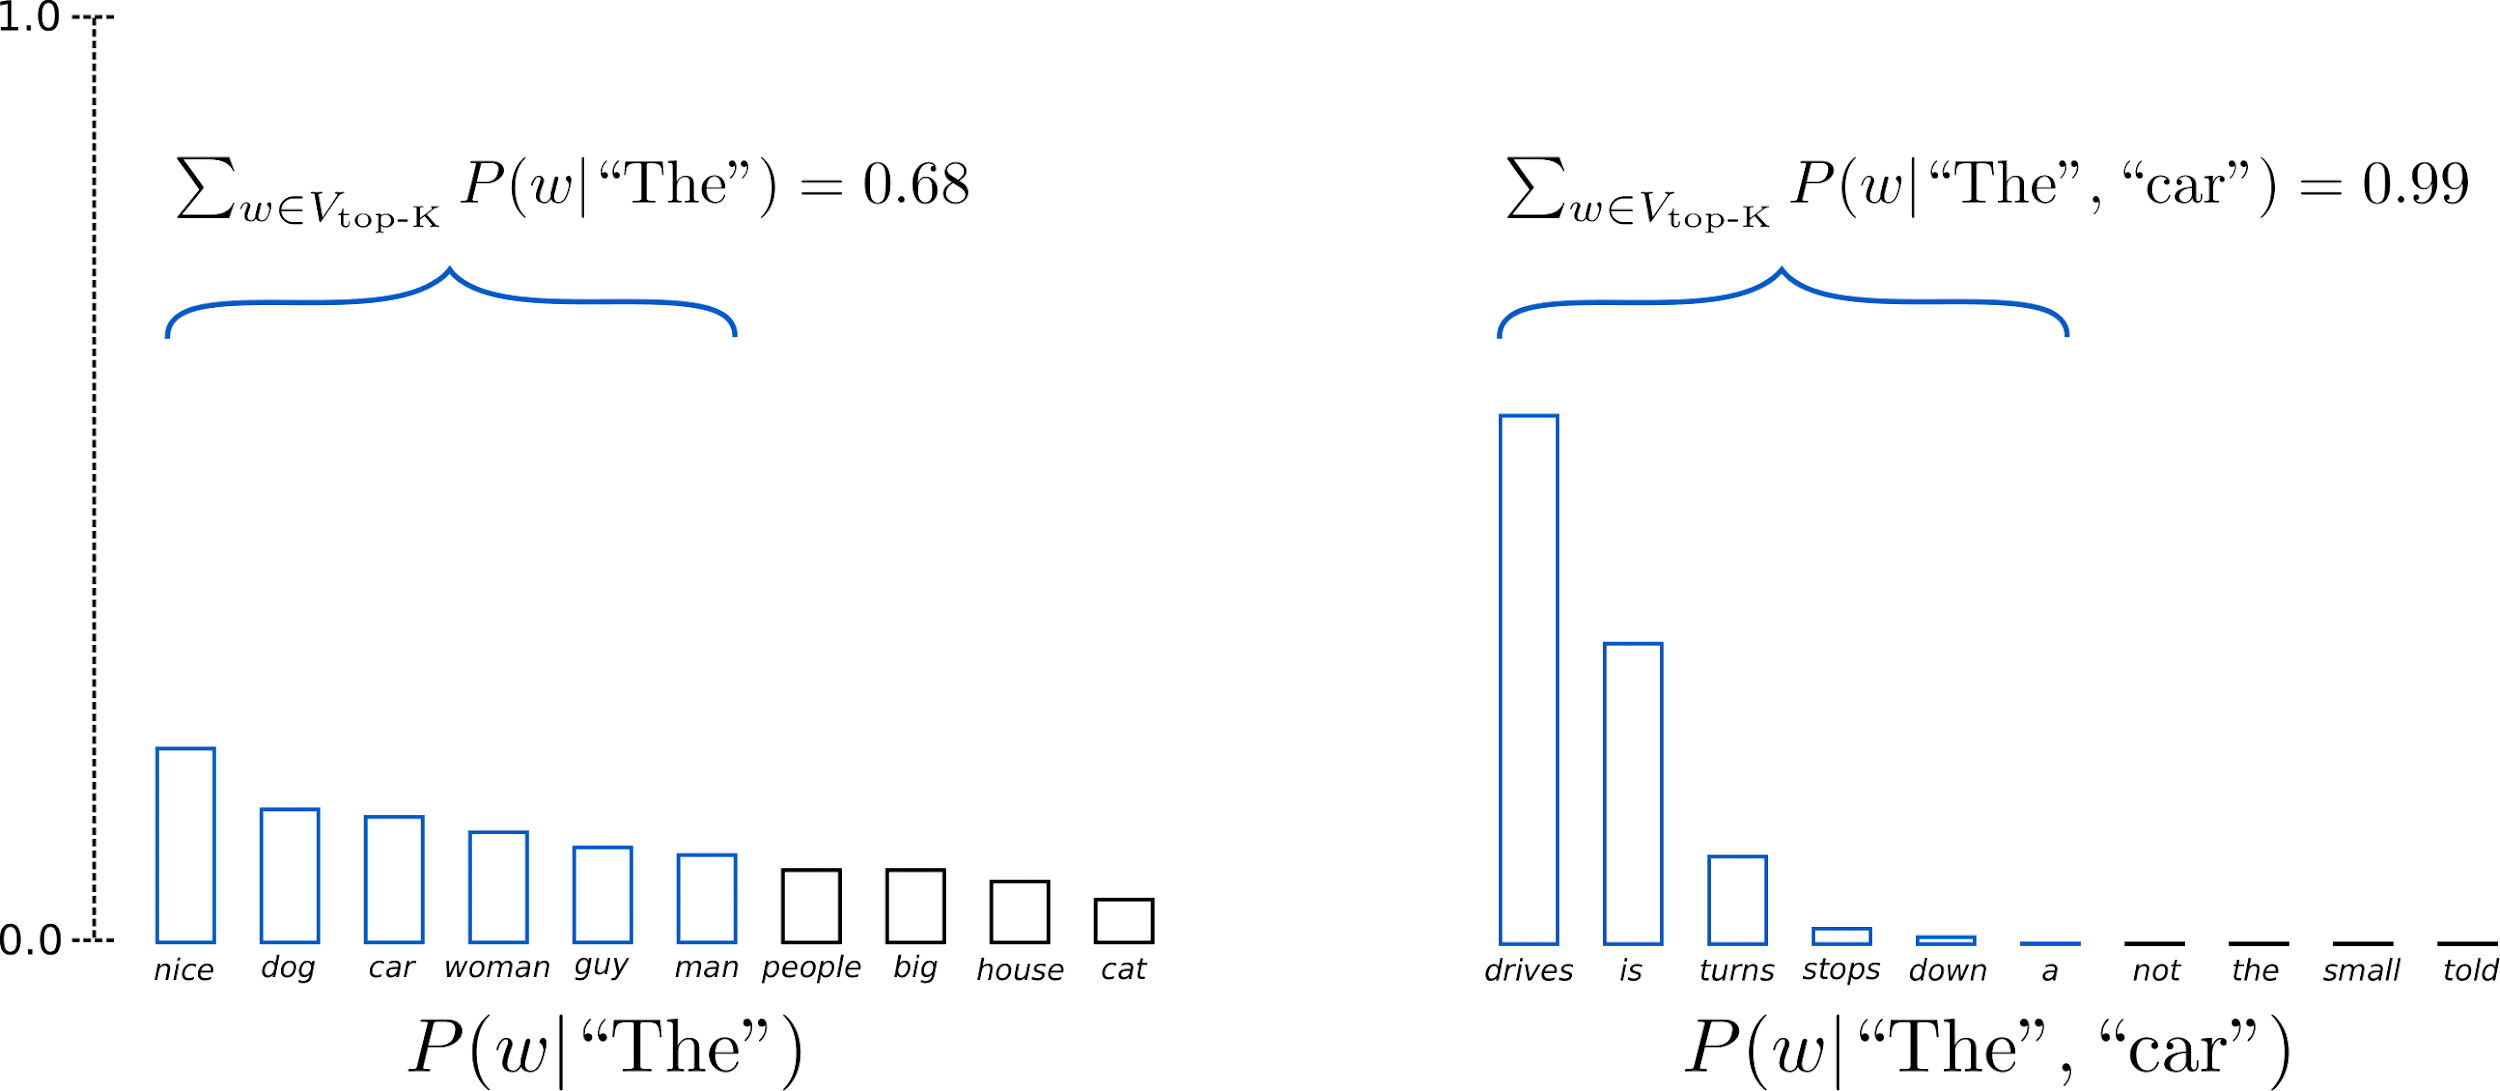 1.0
∑w∈Vtop-K P(w|“The”) = 0.68
∑w∈Vtop-K P(w|“The”, “car”) = 0.99
0.0
nice dog car woman guy man people big house cat
drives is turns stops down a not the small told
P(w|“The”)
P(w|“The”, “car”)